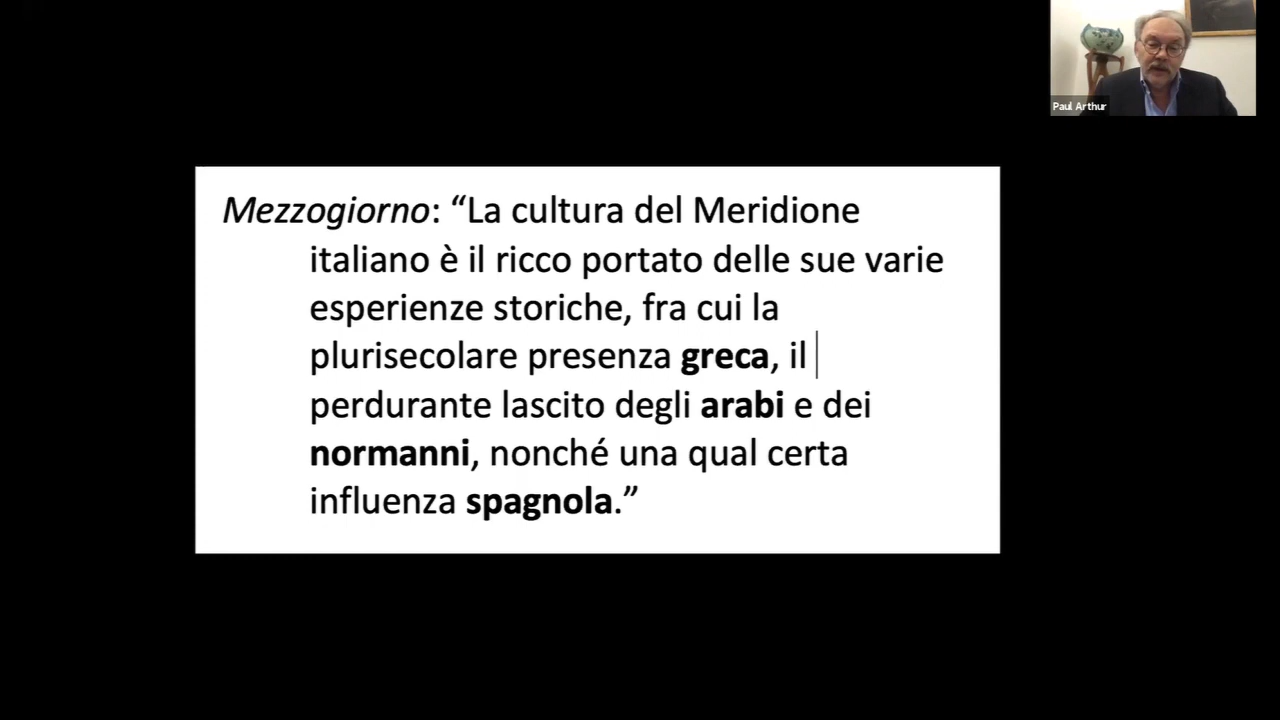 Paul Arthur
Mezzogiorno: “La cultura del Meridione
italiano è il ricco portato delle sue varie
esperienze storiche, fra cui la
plurisecolare presenza greca, il
perdurante lascito degli arabi e dei
normanni, nonché una qual certa
influenza spagnola.”